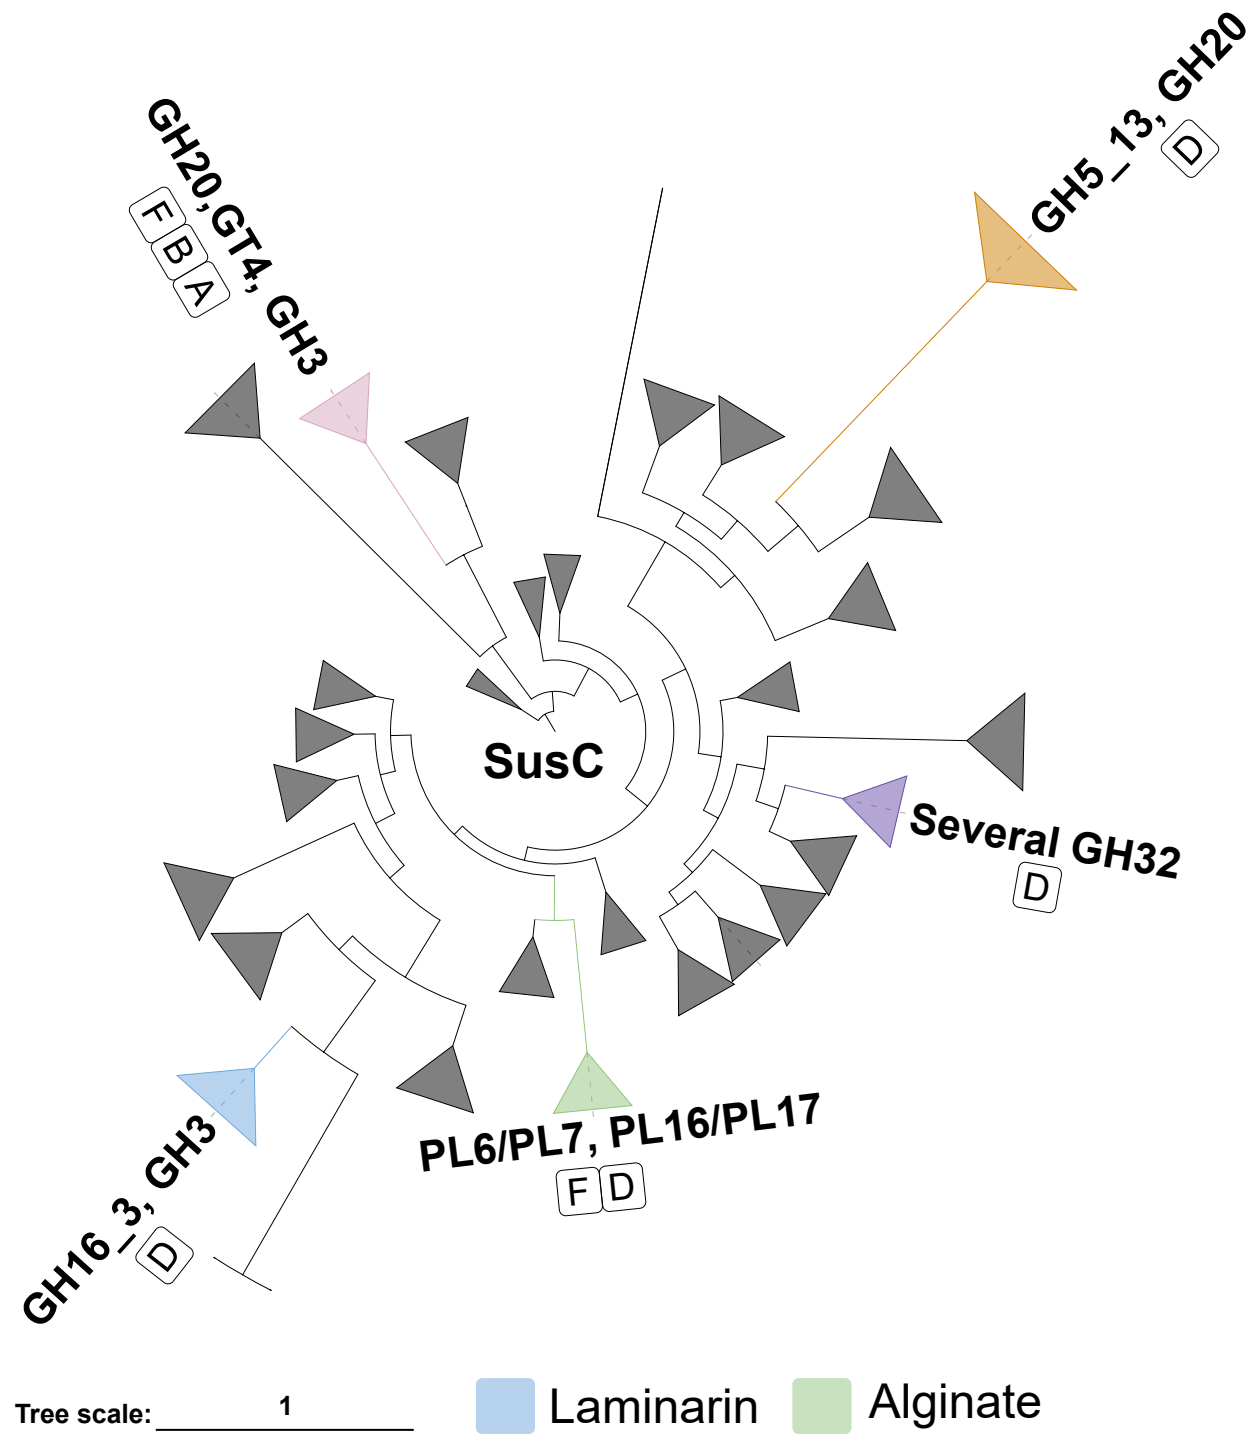 GH5_13, GH20
D
GH20,GT4, GH3
F B A
SusC
Several GH32
D
PL6/PL7, PL16/PL17
F D
GH16_3, GH3
D
Tree scale: 1
Laminarin
Alginate